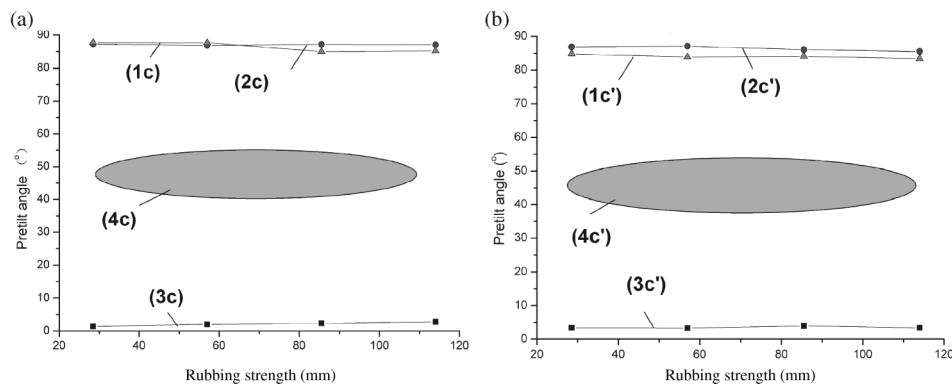 (a)
90
80
70
60
50
40
30
20
10
0
Pretilt angle (°)
(1c)
(2c)
(4c)
(3c)
20
40
60
80
100
120
Rubbing strength (mm)
(b)
90
80
70
60
50
40
30
20
10
0
Pretilt angle (°)
(1c')
(2c')
(4c')
(3c')
20
40
60
80
100
120
Rubbing strength (mm)